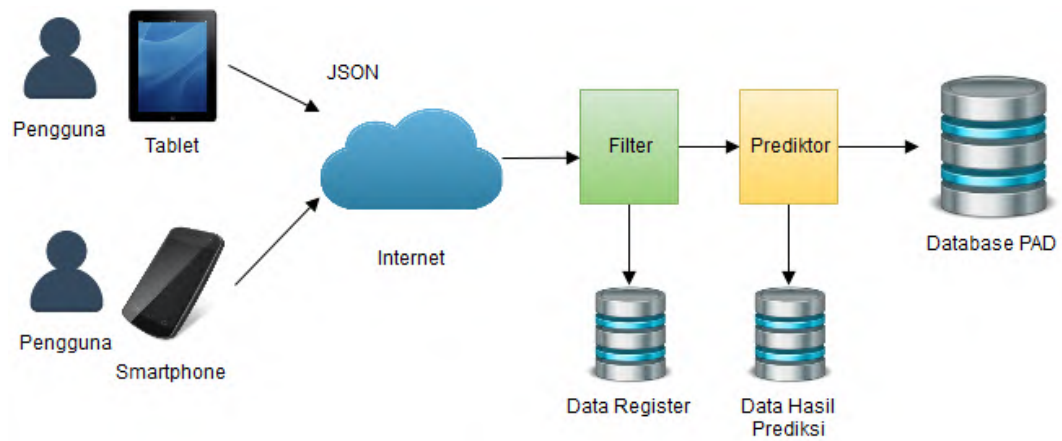 Pengguna
Tablet
JSON
Pengguna
Smartphone
Internet
Filter
Prediktor
Database PAD
Data Register
Data Hasil
Prediksi